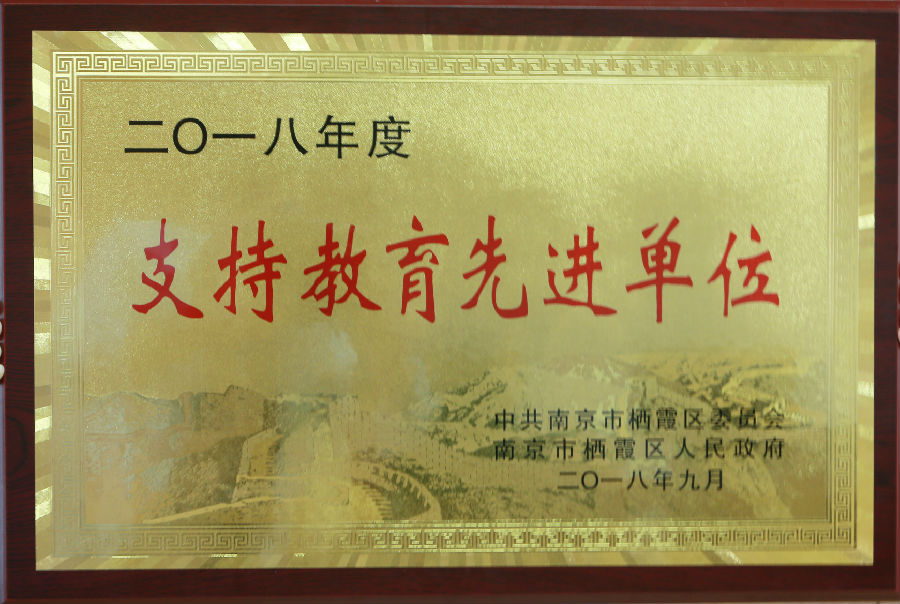 二〇一八年度
支持教育先进单位
中共南京市栖霞区委员会
南京市栖霞区人民政府
二〇一八年九月